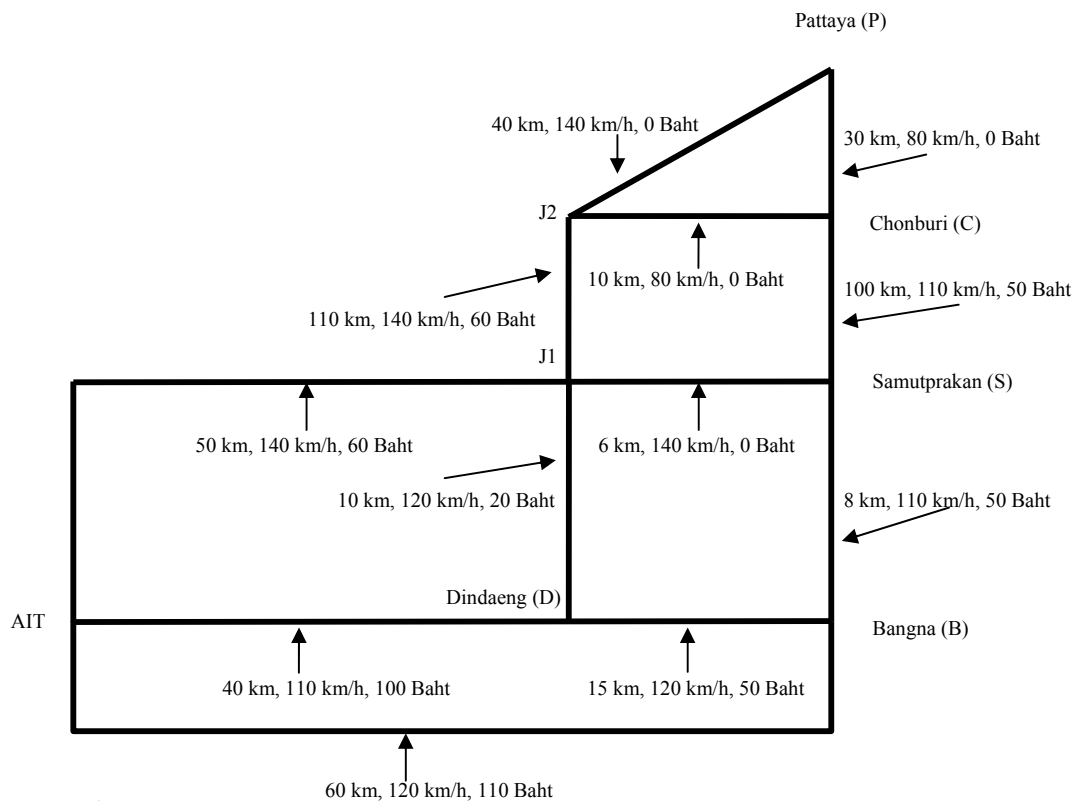 Pattaya (P)
40 km, 140 km/h, 0 Baht
30 km, 80 km/h, 0 Baht
J2
Chonburi (C)
10 km, 80 km/h, 0 Baht
100 km, 110 km/h, 50 Baht
110 km, 140 km/h, 60 Baht
J1
Samutprakan (S)
50 km, 140 km/h, 60 Baht
6 km, 140 km/h, 0 Baht
10 km, 120 km/h, 20 Baht
8 km, 110 km/h, 50 Baht
Dindaeng (D)
AIT
Bangna (B)
40 km, 110 km/h, 100 Baht
15 km, 120 km/h, 50 Baht
60 km, 120 km/h, 110 Baht